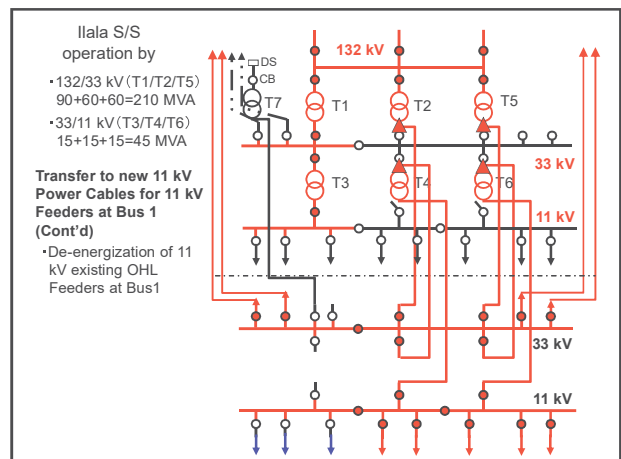 Ilala S/S
operation by
・132/33 kV(T1/T2/T5)
90+60+60=210 MVA
・33/11 kV(T3/T4/T6)
15+15+15=45 MVA
Transfer to new 11 kV
Power Cables for 11 kV
Feeders at Bus 1
(Cont'd)
・De-energization of 11
kV existing OHL
Feeders at Bus1
132 kV
DS
CB
T7
T1
T2
T5
33 kV
T3
T4
T6
11 kV
33 kV
11 kV